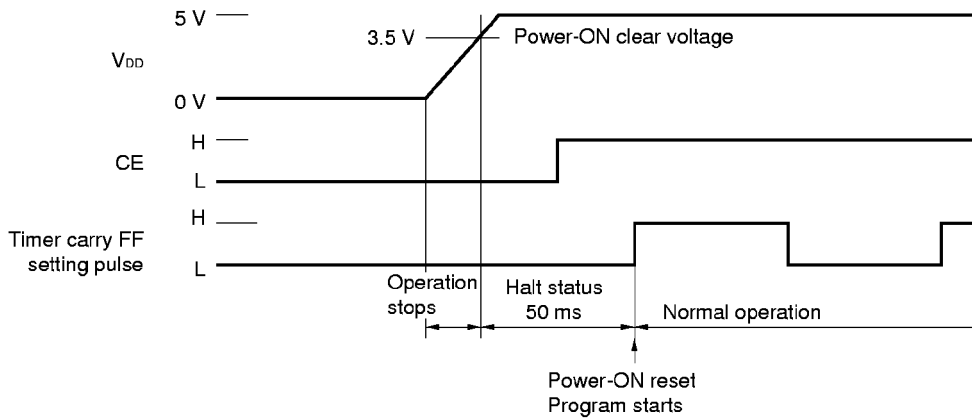 5 V
3.5 V
Power-ON clear voltage
VDD
0 V
H
CE
L
H
Timer carry FF
setting pulse
L
Operation
stops
Halt status
50 ms
Normal operation
Power-ON reset
Program starts